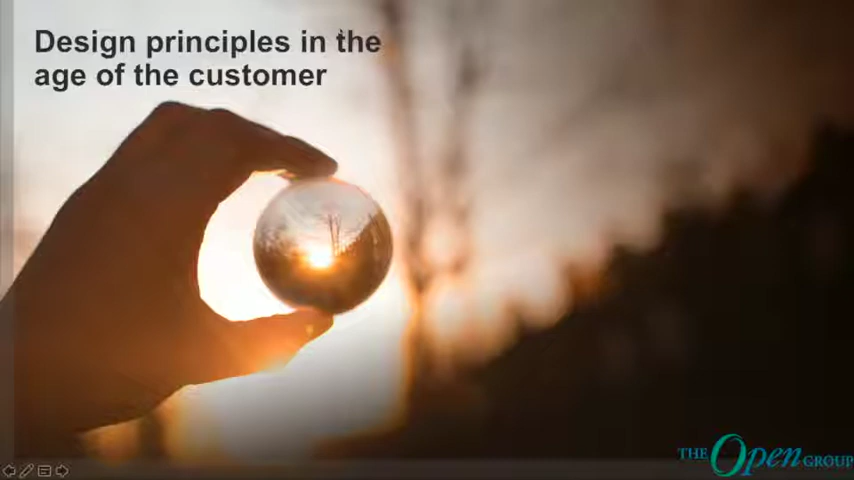 Design principles in the
age of the customer
THE Open GROUP